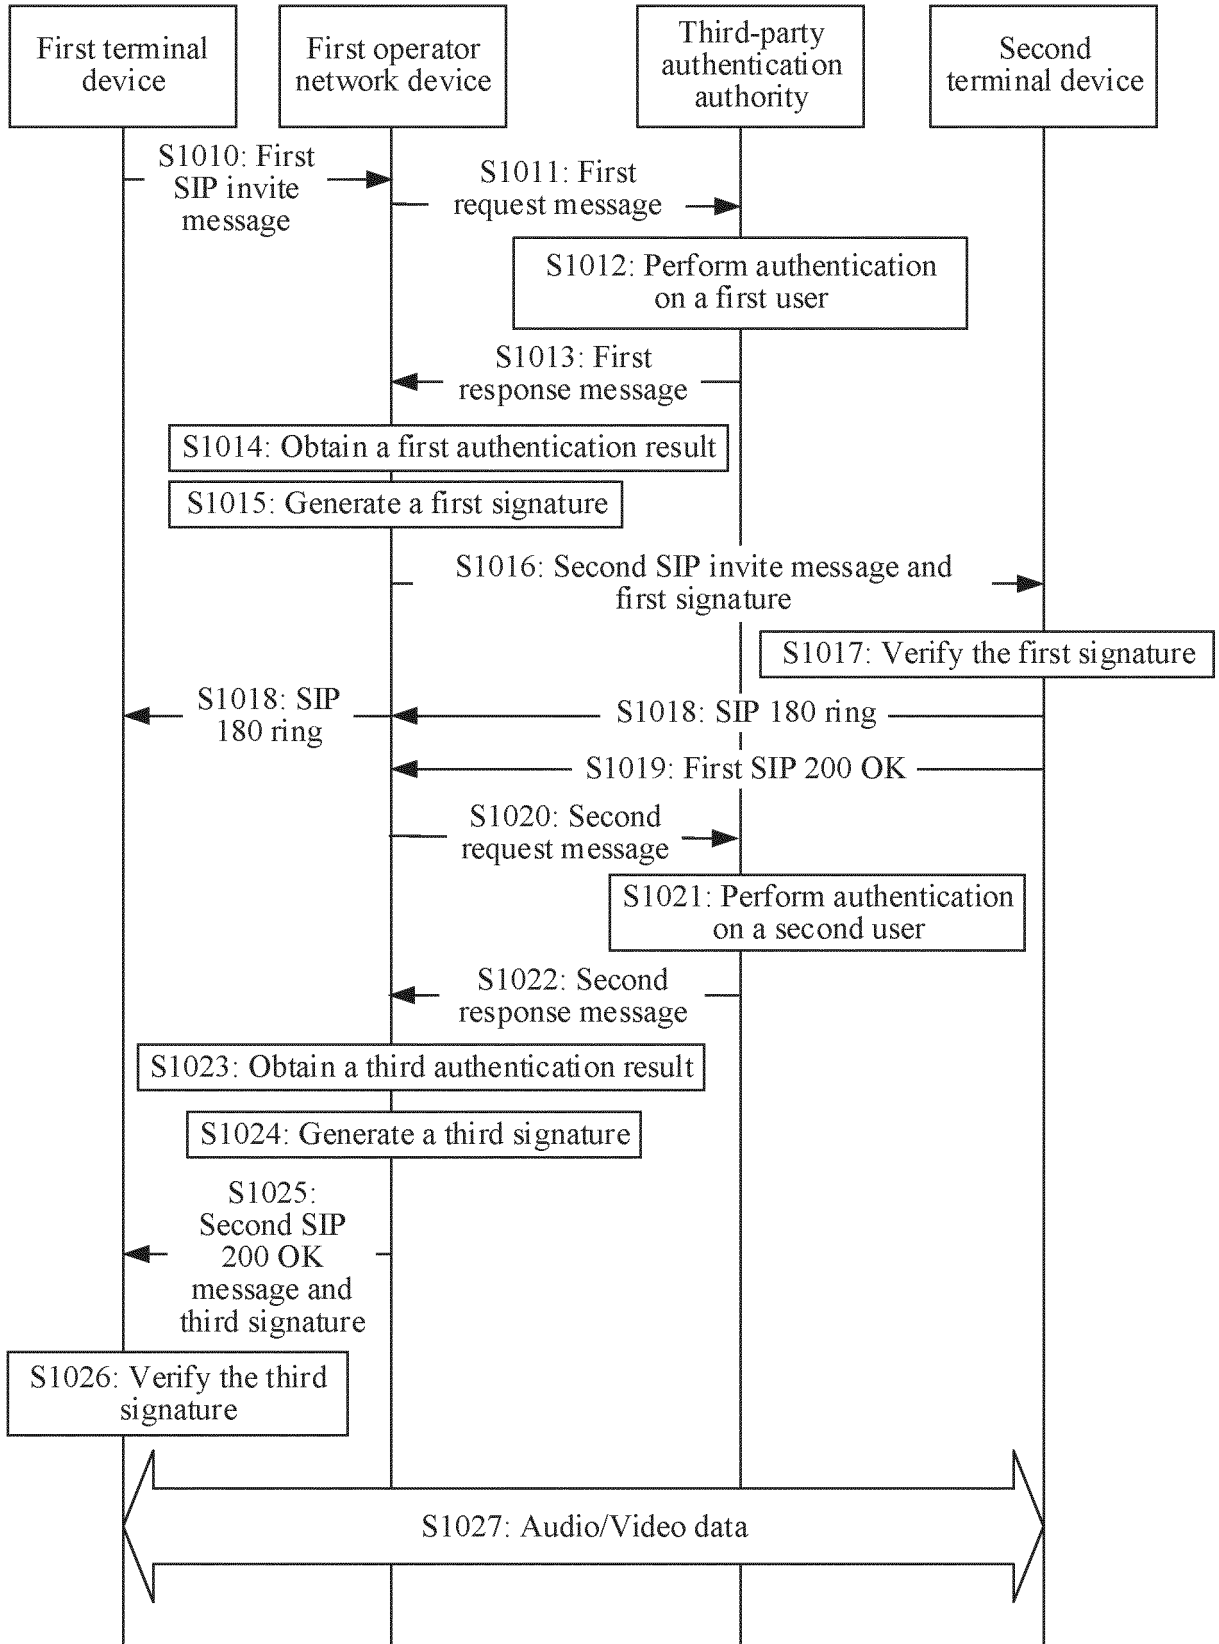 First terminal
device
First operator
network device
Third-party
authentication
authority
Second
terminal device
S1010: First
SIP invite
message
S1011: First
request message
S1012: Perform authentication
on a first user
S1013: First
response message
S1014: Obtain a first authentication result
S1015: Generate a first signature
S1016: Second SIP invite message and
first signature
S1017: Verify the first signature
S1018: SIP
180 ring
S1018: SIP 180 ring
S1019: First SIP 200 OK
S1020: Second
request message
S1021: Perform authentication
on a second user
S1022: Second
response message
S1023: Obtain a third authentication result
S1024: Generate a third signature
S1025:
Second SIP
200 OK
message and
third signature
S1026: Verify the third
signature
S1027: Audio/Video data